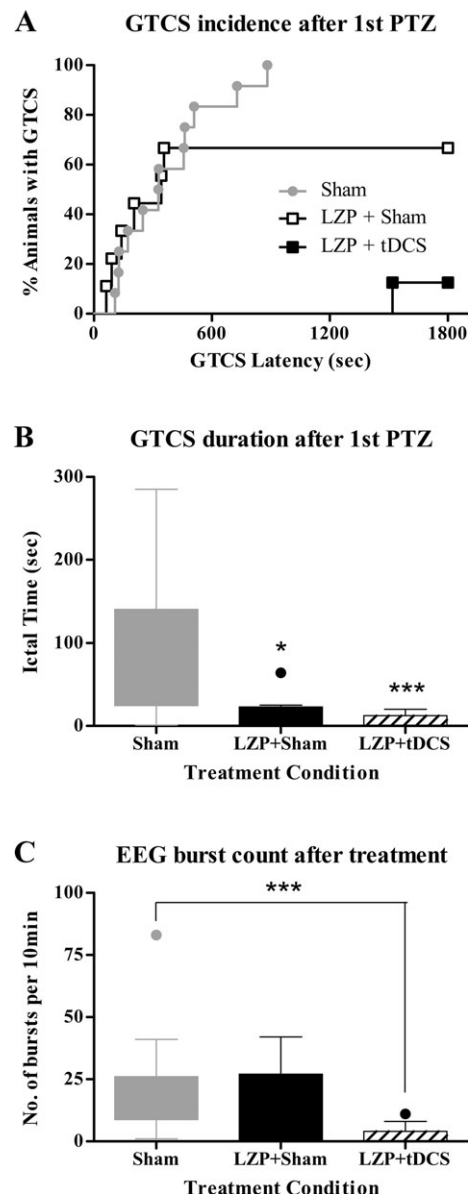 A GTCS incidence after 1st PTZ
% Animals with GTCS
100
80
60
40
20
0
Sham
LZP + Sham
LZP + tDCS
0 600 1200 1800
GTCS Latency (sec)
B GTCS duration after 1st PTZ
Ictal Time (sec)
300
200
100
0
*
***
Sham LZP+Sham LZP+tDCS
Treatment Condition
C EEG burst count after treatment
No. of bursts per 10min
100
75
50
25
0
***
Sham LZP+Sham LZP+tDCS
Treatment Condition